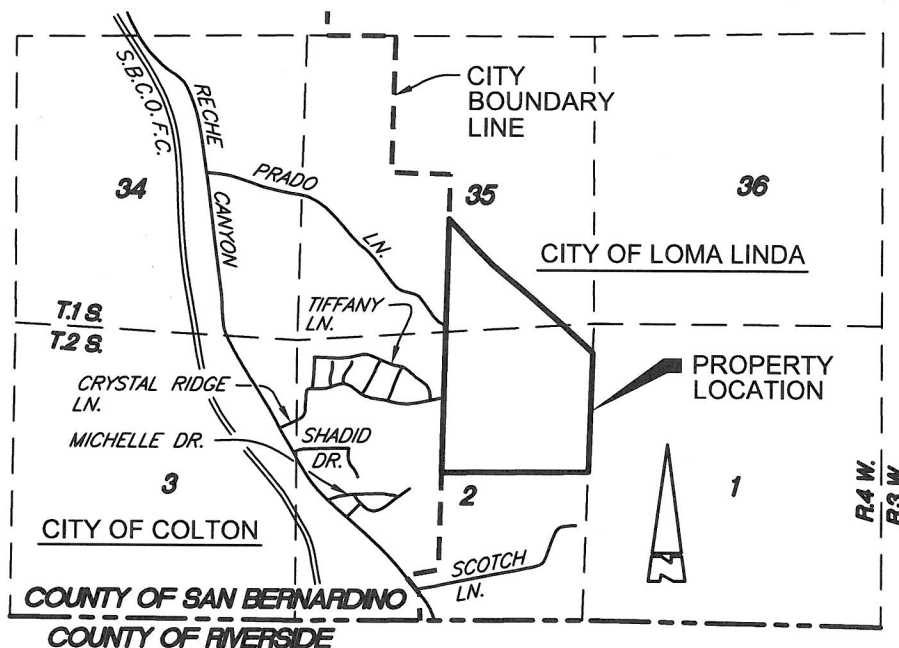 CITY
BOUNDARY
LINE
S.B.C.O.F.C.
RECHE
CANYON
PRADO
LN.
34
35
36
CITY OF LOMA LINDA
TIFFANY
LN.
T.1 S.
T.2 S.
PROPERTY
LOCATION
CRYSTAL RIDGE
LN.
SHADID
DR.
MICHELLE DR.
3
2
1
R.4 W.
R.3 W.
CITY OF COLTON
SCOTCH
LN.
N
COUNTY OF SAN BERNARDINO
COUNTY OF RIVERSIDE